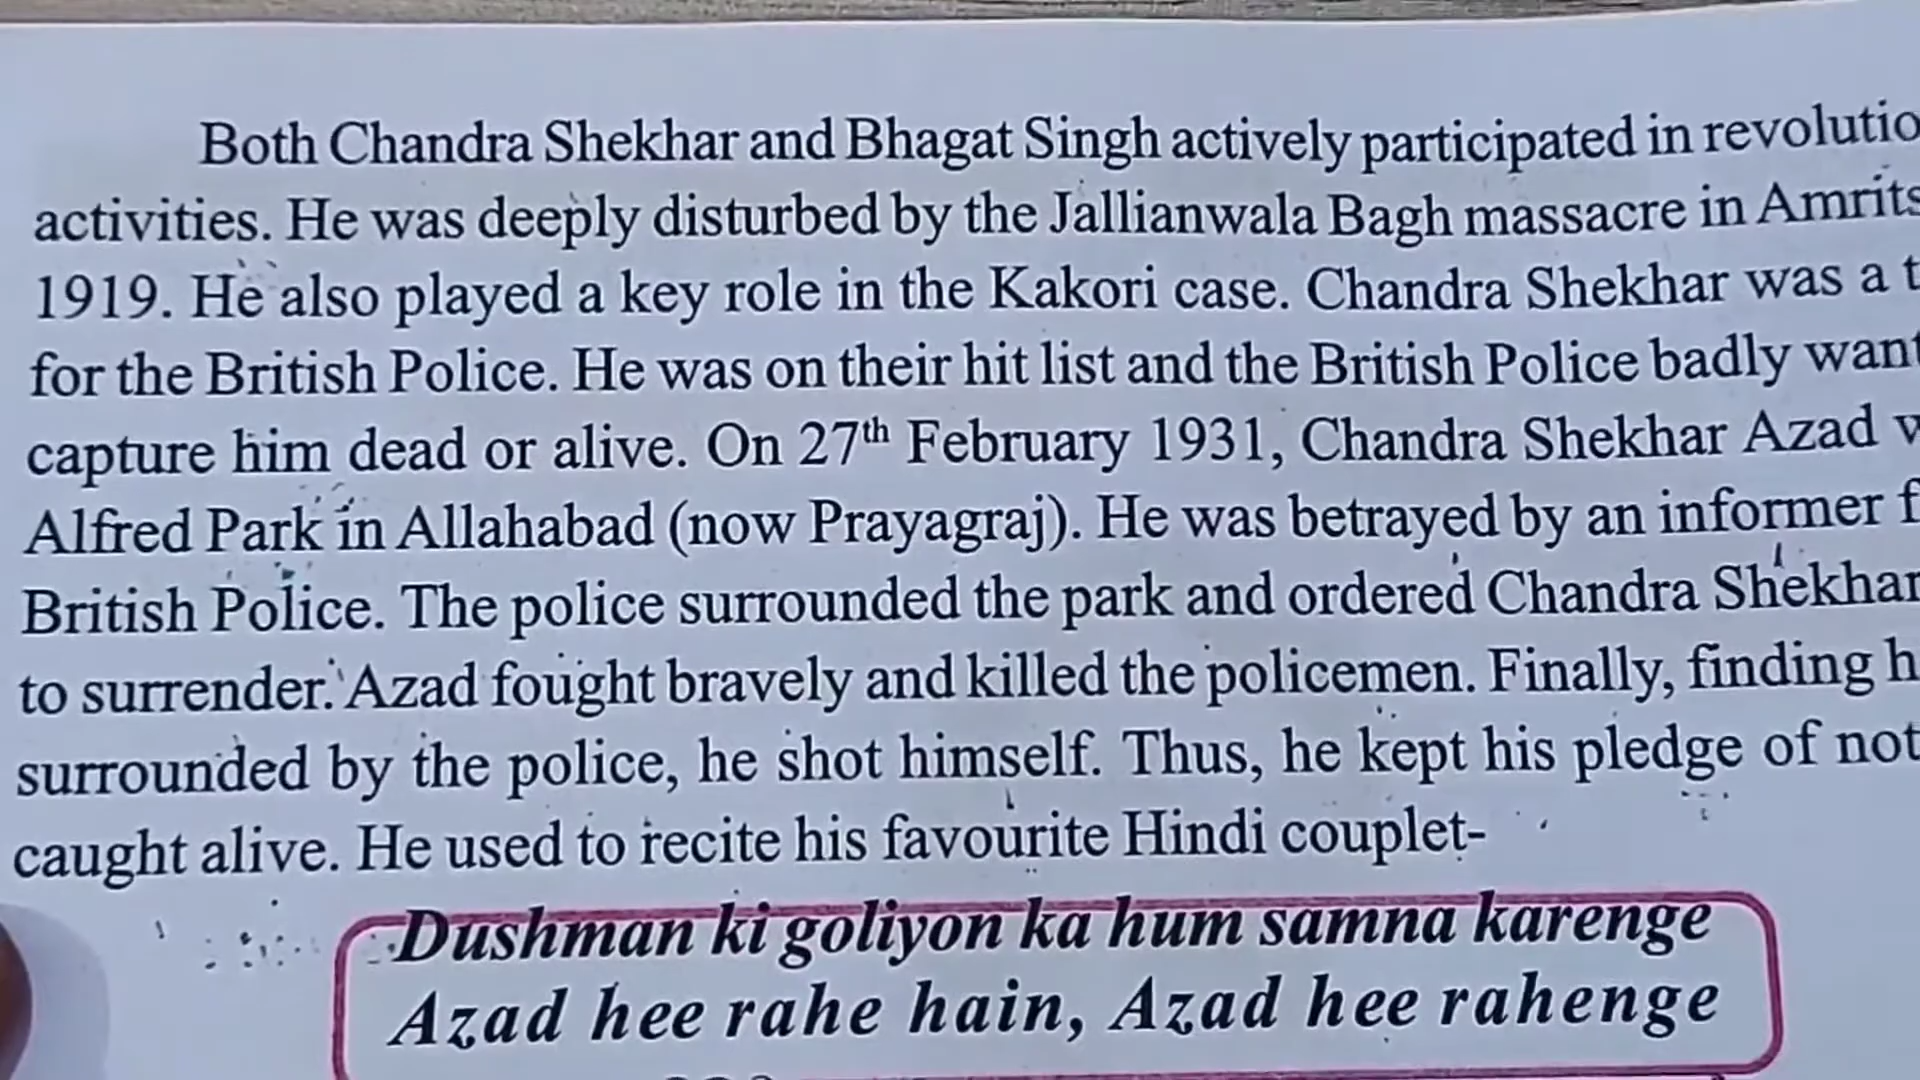 Both Chandra Shekhar and Bhagat Singh actively participated in
activities. He was deeply disturbed by the Jallianwala Bagh massacre in
1919. He also played a key role in the Kakori case. Chandra Shekhar was a
for the British Police. He was on their hit list and the British Police badly
capture him dead or alive. On 27th February 1931, Chandra Shekhar Azad
Alfred Park in Allahabad (now Prayagraj). He was betrayed by an informer
British Police. The police surrounded the park and ordered Chandra Shekhar
to surrender. Azad fought bravely and killed the policemen. Finally, finding
surrounded by the police, he shot himself. Thus, he kept his pledge of not
caught alive. He used to recite his favourite Hindi couplet-
Dushman ki goliyon ka hum samna karenge
Azad hee rahe hain, Azad hee rahenge